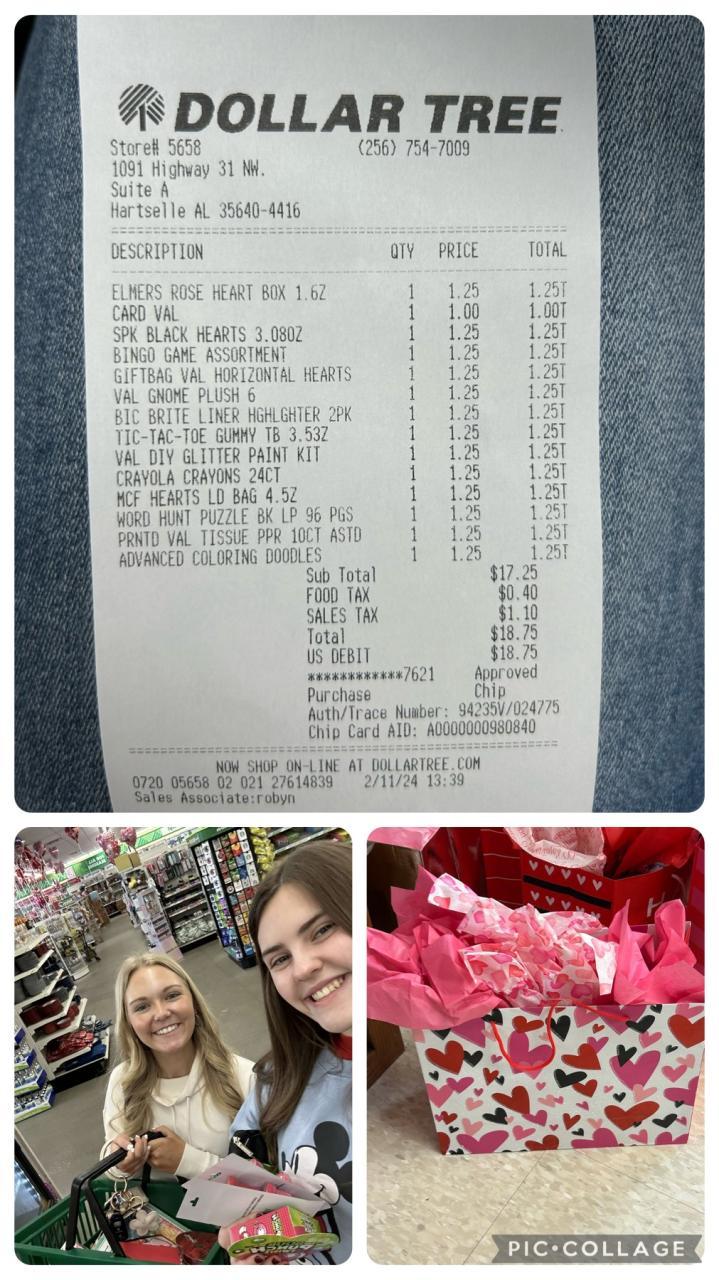 DOLLAR TREE
Store# 5658 (256) 754-7009
1091 Highway 31 NW.
Suite A
Hartselle AL 35640-4416
DESCRIPTION QTY PRICE TOTAL
ELMERS ROSE HEART BOX 1.6Z 1 1.25 1.25T
CARD VAL 1 1.00 1.00T
SPK BLACK HEARTS 3.080Z 1 1.25 1.25T
BINGO GAME ASSORTMENT 1 1.25 1.25T
GIFTBAG VAL HORIZONTAL HEARTS 1 1.25 1.25T
VAL GNOME PLUSH 6 1 1.25 1.25T
BIC BRITE LINER HGHLGHTER 2PK 1 1.25 1.25T
TIC-TAC-TOE GUMMY TB 3.53Z 1 1.25 1.25T
VAL DIY GLITTER PAINT KIT 1 1.25 1.25T
CRAYOLA CRAYONS 24CT 1 1.25 1.25T
MCF HEARTS LD BAG 4.5Z 1 1.25 1.25T
WORD HUNT PUZZLE BK LP 96 PGS 1 1.25 1.25T
PRNTD VAL TISSUE PPR 10CT ASTD 1 1.25 1.25T
ADVANCED COLORING DOODLES 1 1.25 1.25T
Sub Total $17.25
FOOD TAX $0.40
SALES TAX $1.10
Total $18.75
US DEBIT $18.75
************7621 Approved
Purchase Chip
Auth/Trace Number: 94235V/024775
Chip Card AID: A0000000980840
NOW SHOP ON-LINE AT DOLLARTREE.COM
0720 05658 02 021 27614839 2/11/24 13:39
Sales Associate:robyn
PIC•COLLAGE